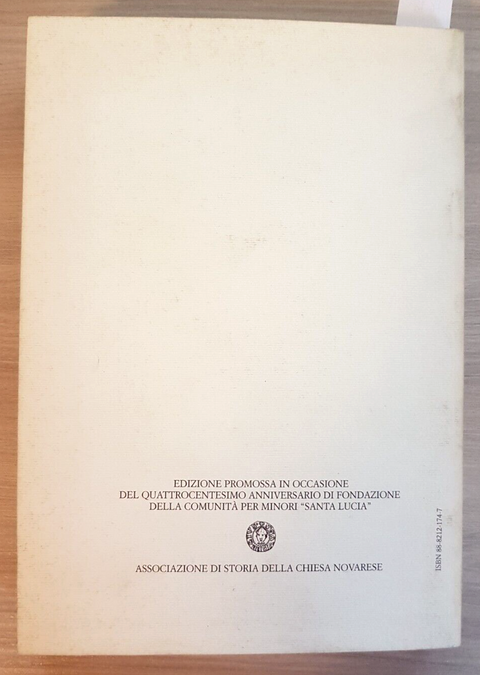 EDIZIONE PROMOSSA IN OCCASIONE
DEL QUATTROCENTESIMO ANNIVERSARIO DI FONDAZIONE
DELLA COMUNITÀ PER MINORI “SANTA LUCIA”
ASSOCIAZIONE DI STORIA DELLA CHIESA NOVARESE
ISBN 88-8212-174-7